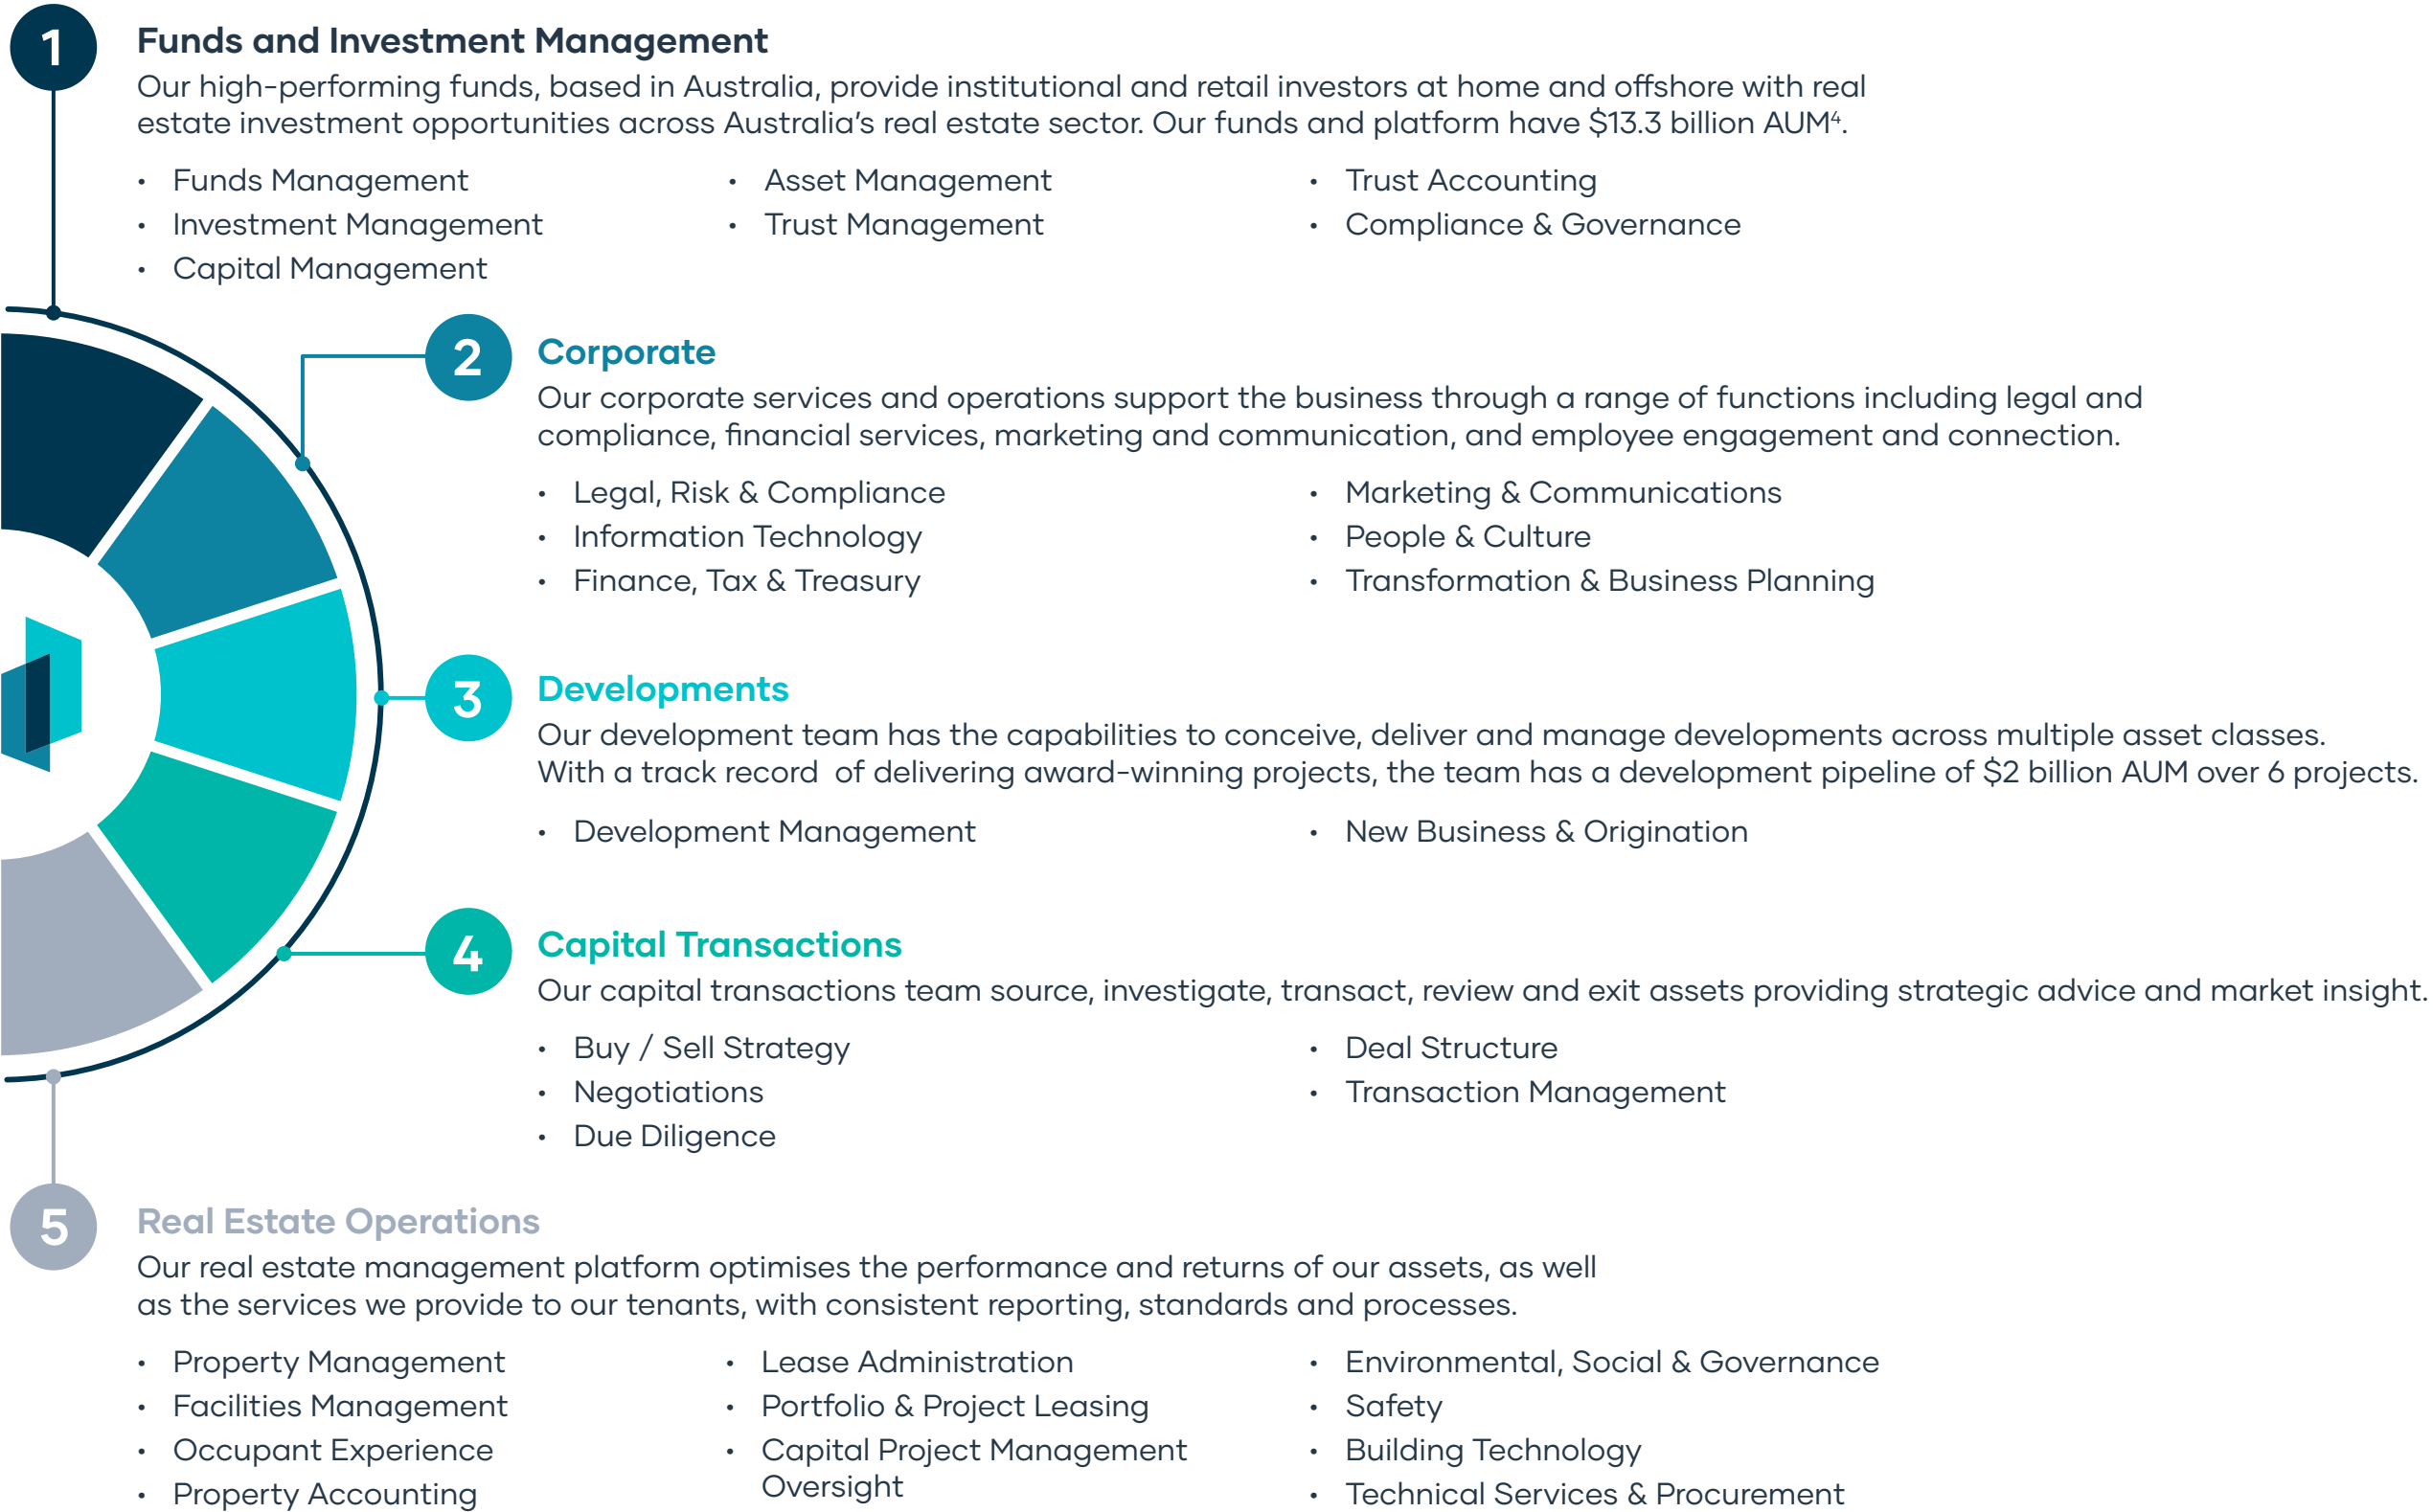 1
Funds and Investment Management
Our high-performing funds, based in Australia, provide institutional and retail investors at home and offshore with real
estate investment opportunities across Australia’s real estate sector. Our funds and platform have $13.3 billion AUM⁴.
• Funds Management
• Investment Management
• Capital Management
• Asset Management
• Trust Management
• Trust Accounting
• Compliance & Governance
2
Corporate
Our corporate services and operations support the business through a range of functions including legal and
compliance, financial services, marketing and communication, and employee engagement and connection.
• Legal, Risk & Compliance
• Information Technology
• Finance, Tax & Treasury
• Marketing & Communications
• People & Culture
• Transformation & Business Planning
3
Developments
Our development team has the capabilities to conceive, deliver and manage developments across multiple asset classes.
With a track record of delivering award-winning projects, the team has a development pipeline of $2 billion AUM over 6 projects.
• Development Management
• New Business & Origination
4
Capital Transactions
Our capital transactions team source, investigate, transact, review and exit assets providing strategic advice and market insight.
• Buy / Sell Strategy
• Negotiations
• Due Diligence
• Deal Structure
• Transaction Management
5
Real Estate Operations
Our real estate management platform optimises the performance and returns of our assets, as well
as the services we provide to our tenants, with consistent reporting, standards and processes.
• Property Management
• Facilities Management
• Occupant Experience
• Property Accounting
• Lease Administration
• Portfolio & Project Leasing
• Capital Project Management
Oversight
• Environmental, Social & Governance
• Safety
• Building Technology
• Technical Services & Procurement